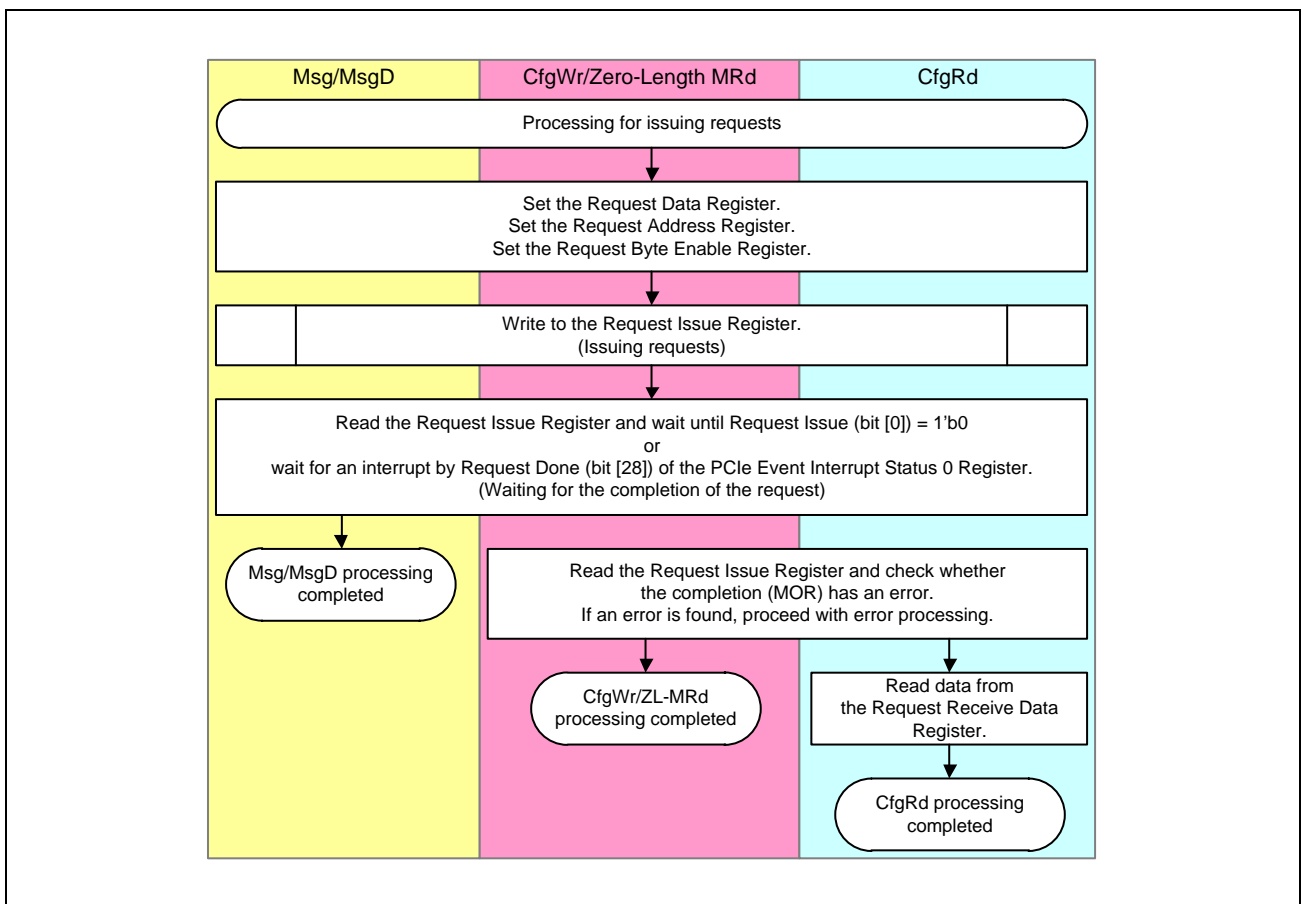 Msg/MsgD
CfgWr/Zero-Length MRd
CfgRd
Processing for issuing requests
Set the Request Data Register.
Set the Request Address Register.
Set the Request Byte Enable Register.
Write to the Request Issue Register.
(Issuing requests)
Read the Request Issue Register and wait until Request Issue (bit [0]) = 1'b0
or
wait for an interrupt by Request Done (bit [28]) of the PCIe Event Interrupt Status 0 Register.
(Waiting for the completion of the request)
Msg/MsgD processing
completed
Read the Request Issue Register and check whether
the completion (MOR) has an error.
If an error is found, proceed with error processing.
CfgWr/ZL-MRd
processing completed
Read data from
the Request Receive Data
Register.
CfgRd processing
completed